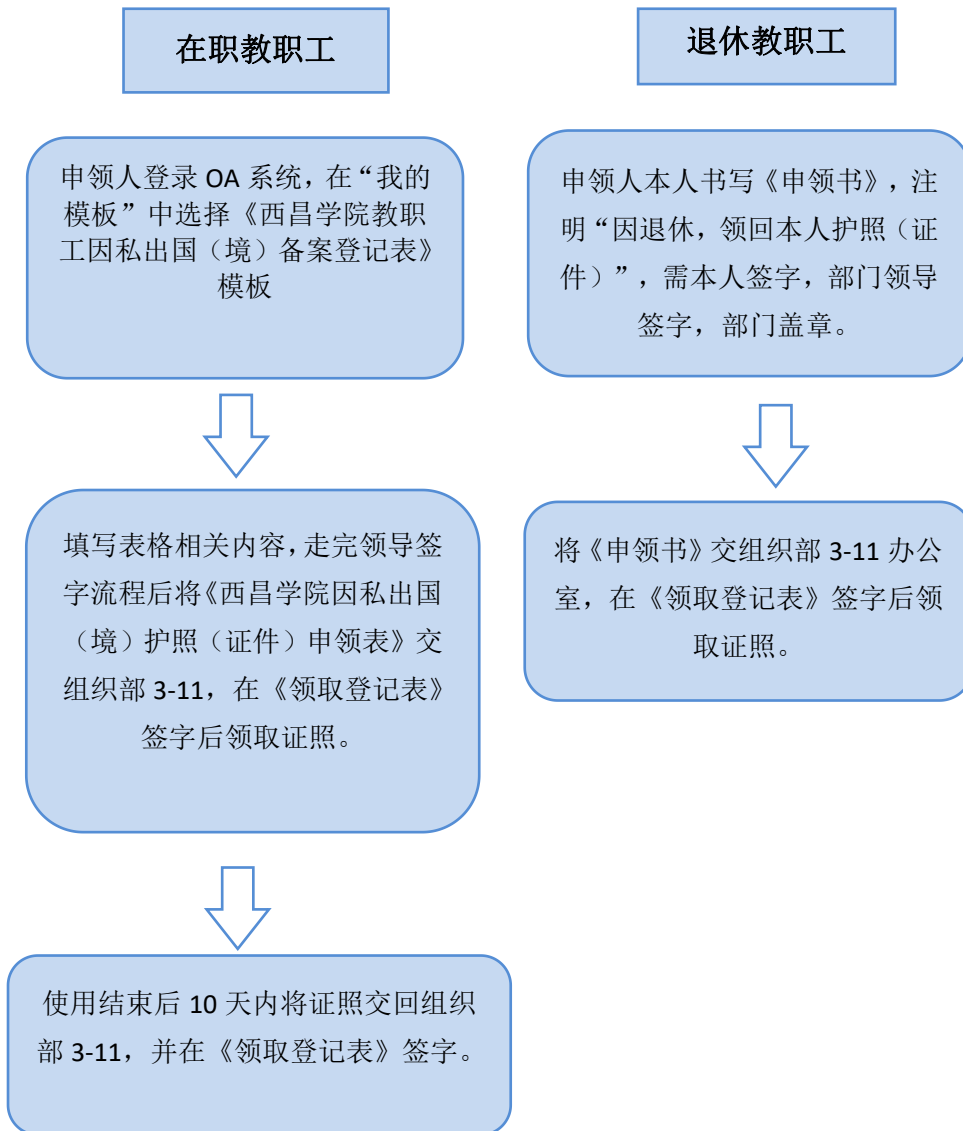 在职教职工
申领人登录 OA 系统，在“我的
模板”中选择《西昌学院教职
工因私出国（境）备案登记表》
模板
填写表格相关内容，走完领导签
字流程后将《西昌学院因私出国
（境）护照（证件）申领表》交
组织部 3-11，在《领取登记表》
签字后领取证照。
使用结束后 10 天内将证照交回组织
部 3-11，并在《领取登记表》签字。
退休教职工
申领人本人书写《申领书》，注
明“因退休，领回本人护照（证
件）”，需本人签字，部门领导
签字，部门盖章。
将《申领书》交组织部 3-11 办公
室，在《领取登记表》签字后领
取证照。